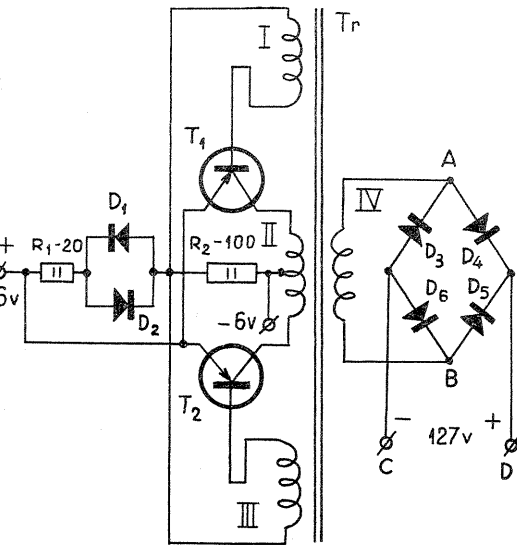 I
Tr
T1
A
D1
IV
+
R1-20
R2-100
II
D3
D4
6v
D6
D5
D2
-6v
B
T2
-
127v
+
C
D
III